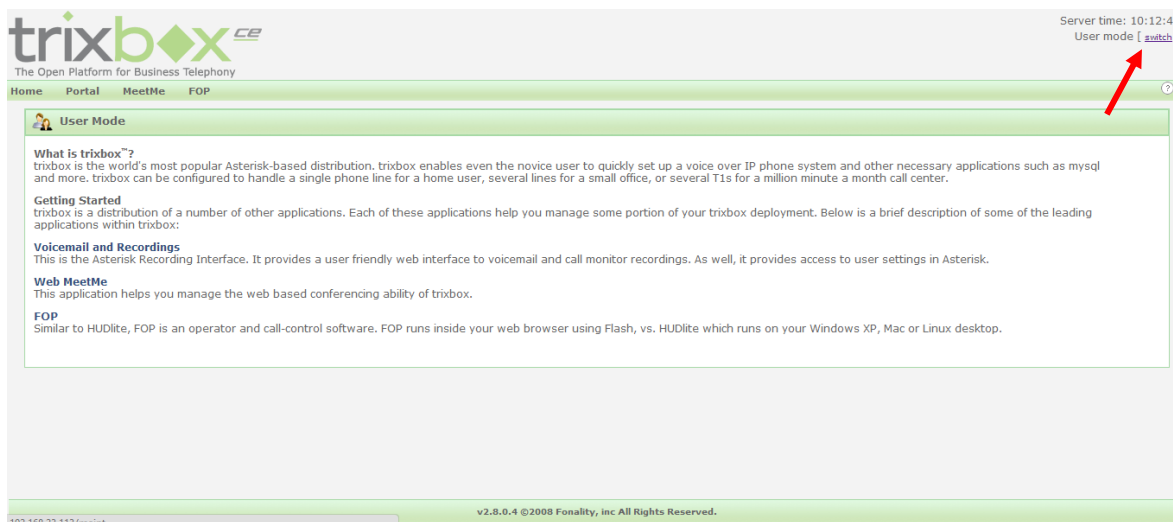 trixbox ce
The Open Platform for Business Telephony
Server time: 10:12:4
User mode [ switch
Home Portal MeetMe FOP
?
User Mode
What is trixbox™?
trixbox is the world's most popular Asterisk-based distribution. trixbox enables even the novice user to quickly set up a voice over IP phone system and other necessary applications such as mysql
and more. trixbox can be configured to handle a single phone line for a home user, several lines for a small office, or several T1s for a million minute a month call center.
Getting Started
trixbox is a distribution of a number of other applications. Each of these applications help you manage some portion of your trixbox deployment. Below is a brief description of some of the leading
applications within trixbox:
Voicemail and Recordings
This is the Asterisk Recording Interface. It provides a user friendly web interface to voicemail and call monitor recordings. As well, it provides access to user settings in Asterisk.
Web MeetMe
This application helps you manage the web based conferencing ability of trixbox.
FOP
Similar to HUDlite, FOP is an operator and call-control software. FOP runs inside your web browser using Flash, vs. HUDlite which runs on your Windows XP, Mac or Linux desktop.
v2.8.0.4 ©2008 Fonality, inc All Rights Reserved.